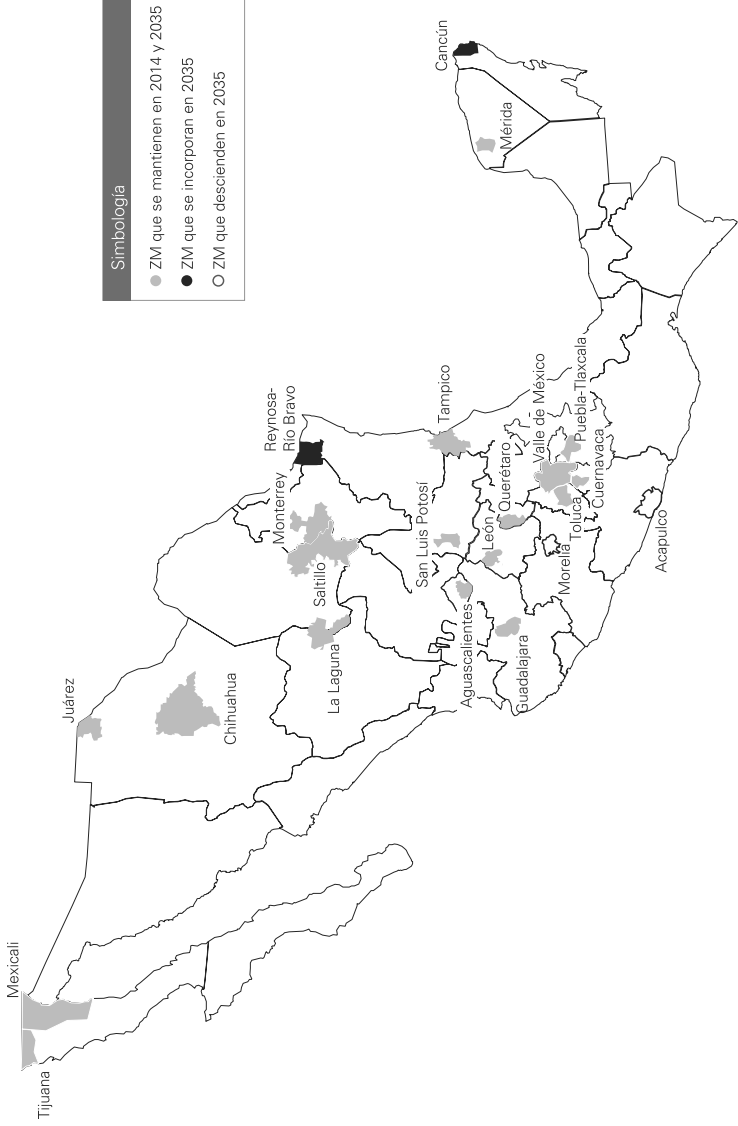 Simbología
ZM que se mantienen en 2014 y 2035
ZM que se incorporan en 2035
ZM que descienden en 2035
Tijuana
Mexicali
Juárez
Chihuahua
La Laguna
Saltillo
Monterrey
Reynosa-
Río Bravo
Tampico
San Luis Potosí
Aguascalientes
León
Querétaro
Guadalajara
Morelia
Toluca
Valle de México
Cuernavaca
Puebla-Tlaxcala
Acapulco
Mérida
Cancún